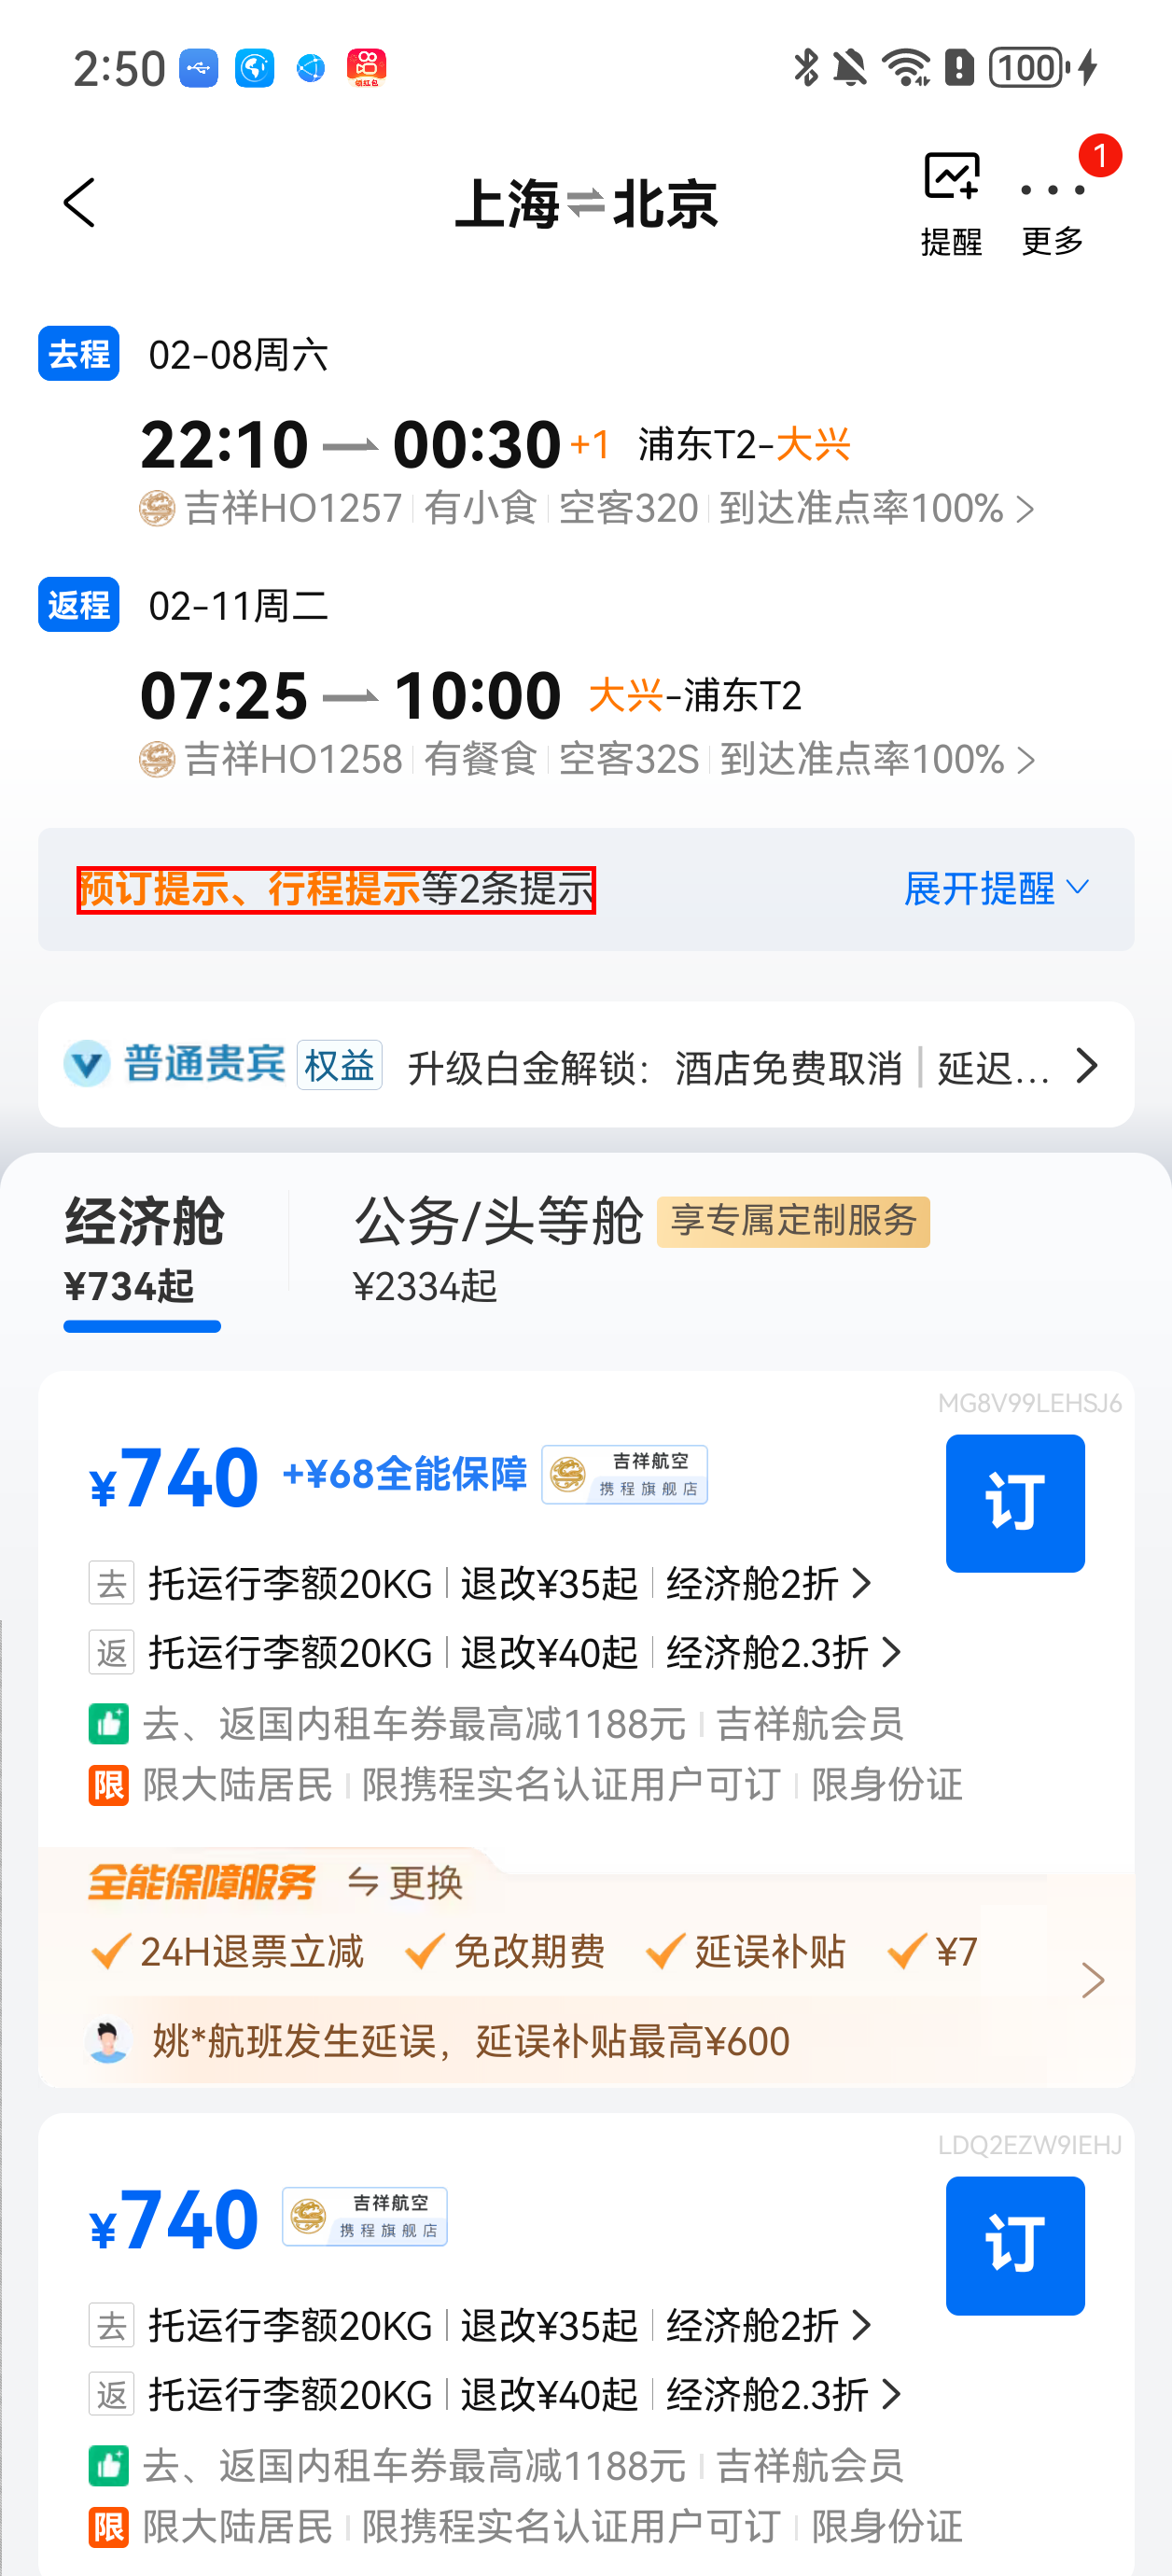 2:50
领红包
100
上海⇌北京
提醒
更多
1
去程 02-08周六
22:10 00:30 +1 浦东T2-大兴
吉祥HO1257 有小食 空客320 到达准点率100%
返程 02-11周二
07:25 10:00 大兴-浦东T2
吉祥HO1258 有餐食 空客32S 到达准点率100%
预订提示、行程提示等2条提示 展开提醒
普通贵宾 权益 升级白金解锁：酒店免费取消 | 延迟...
经济舱 公务/头等舱 享专属定制服务
¥734起 ¥2334起
MG8V99LEHSJ6
¥740 +¥68全能保障 吉祥航空 携程旗舰店 订
去 托运行李额20KG 退改¥35起 经济舱2折
返 托运行李额20KG 退改¥40起 经济舱2.3折
去、返国内租车券最高减1188元 吉祥航会员
限 限大陆居民 限携程实名认证用户可订 限身份证
全能保障服务 更换
24H退票立减 免改期费 延误补贴 ¥7
姚*航班发生延误，延误补贴最高¥600
LDQ2EZW9IEHJ
¥740 吉祥航空 携程旗舰店 订
去 托运行李额20KG 退改¥35起 经济舱2折
返 托运行李额20KG 退改¥40起 经济舱2.3折
去、返国内租车券最高减1188元 吉祥航会员
限 限大陆居民 限携程实名认证用户可订 限身份证